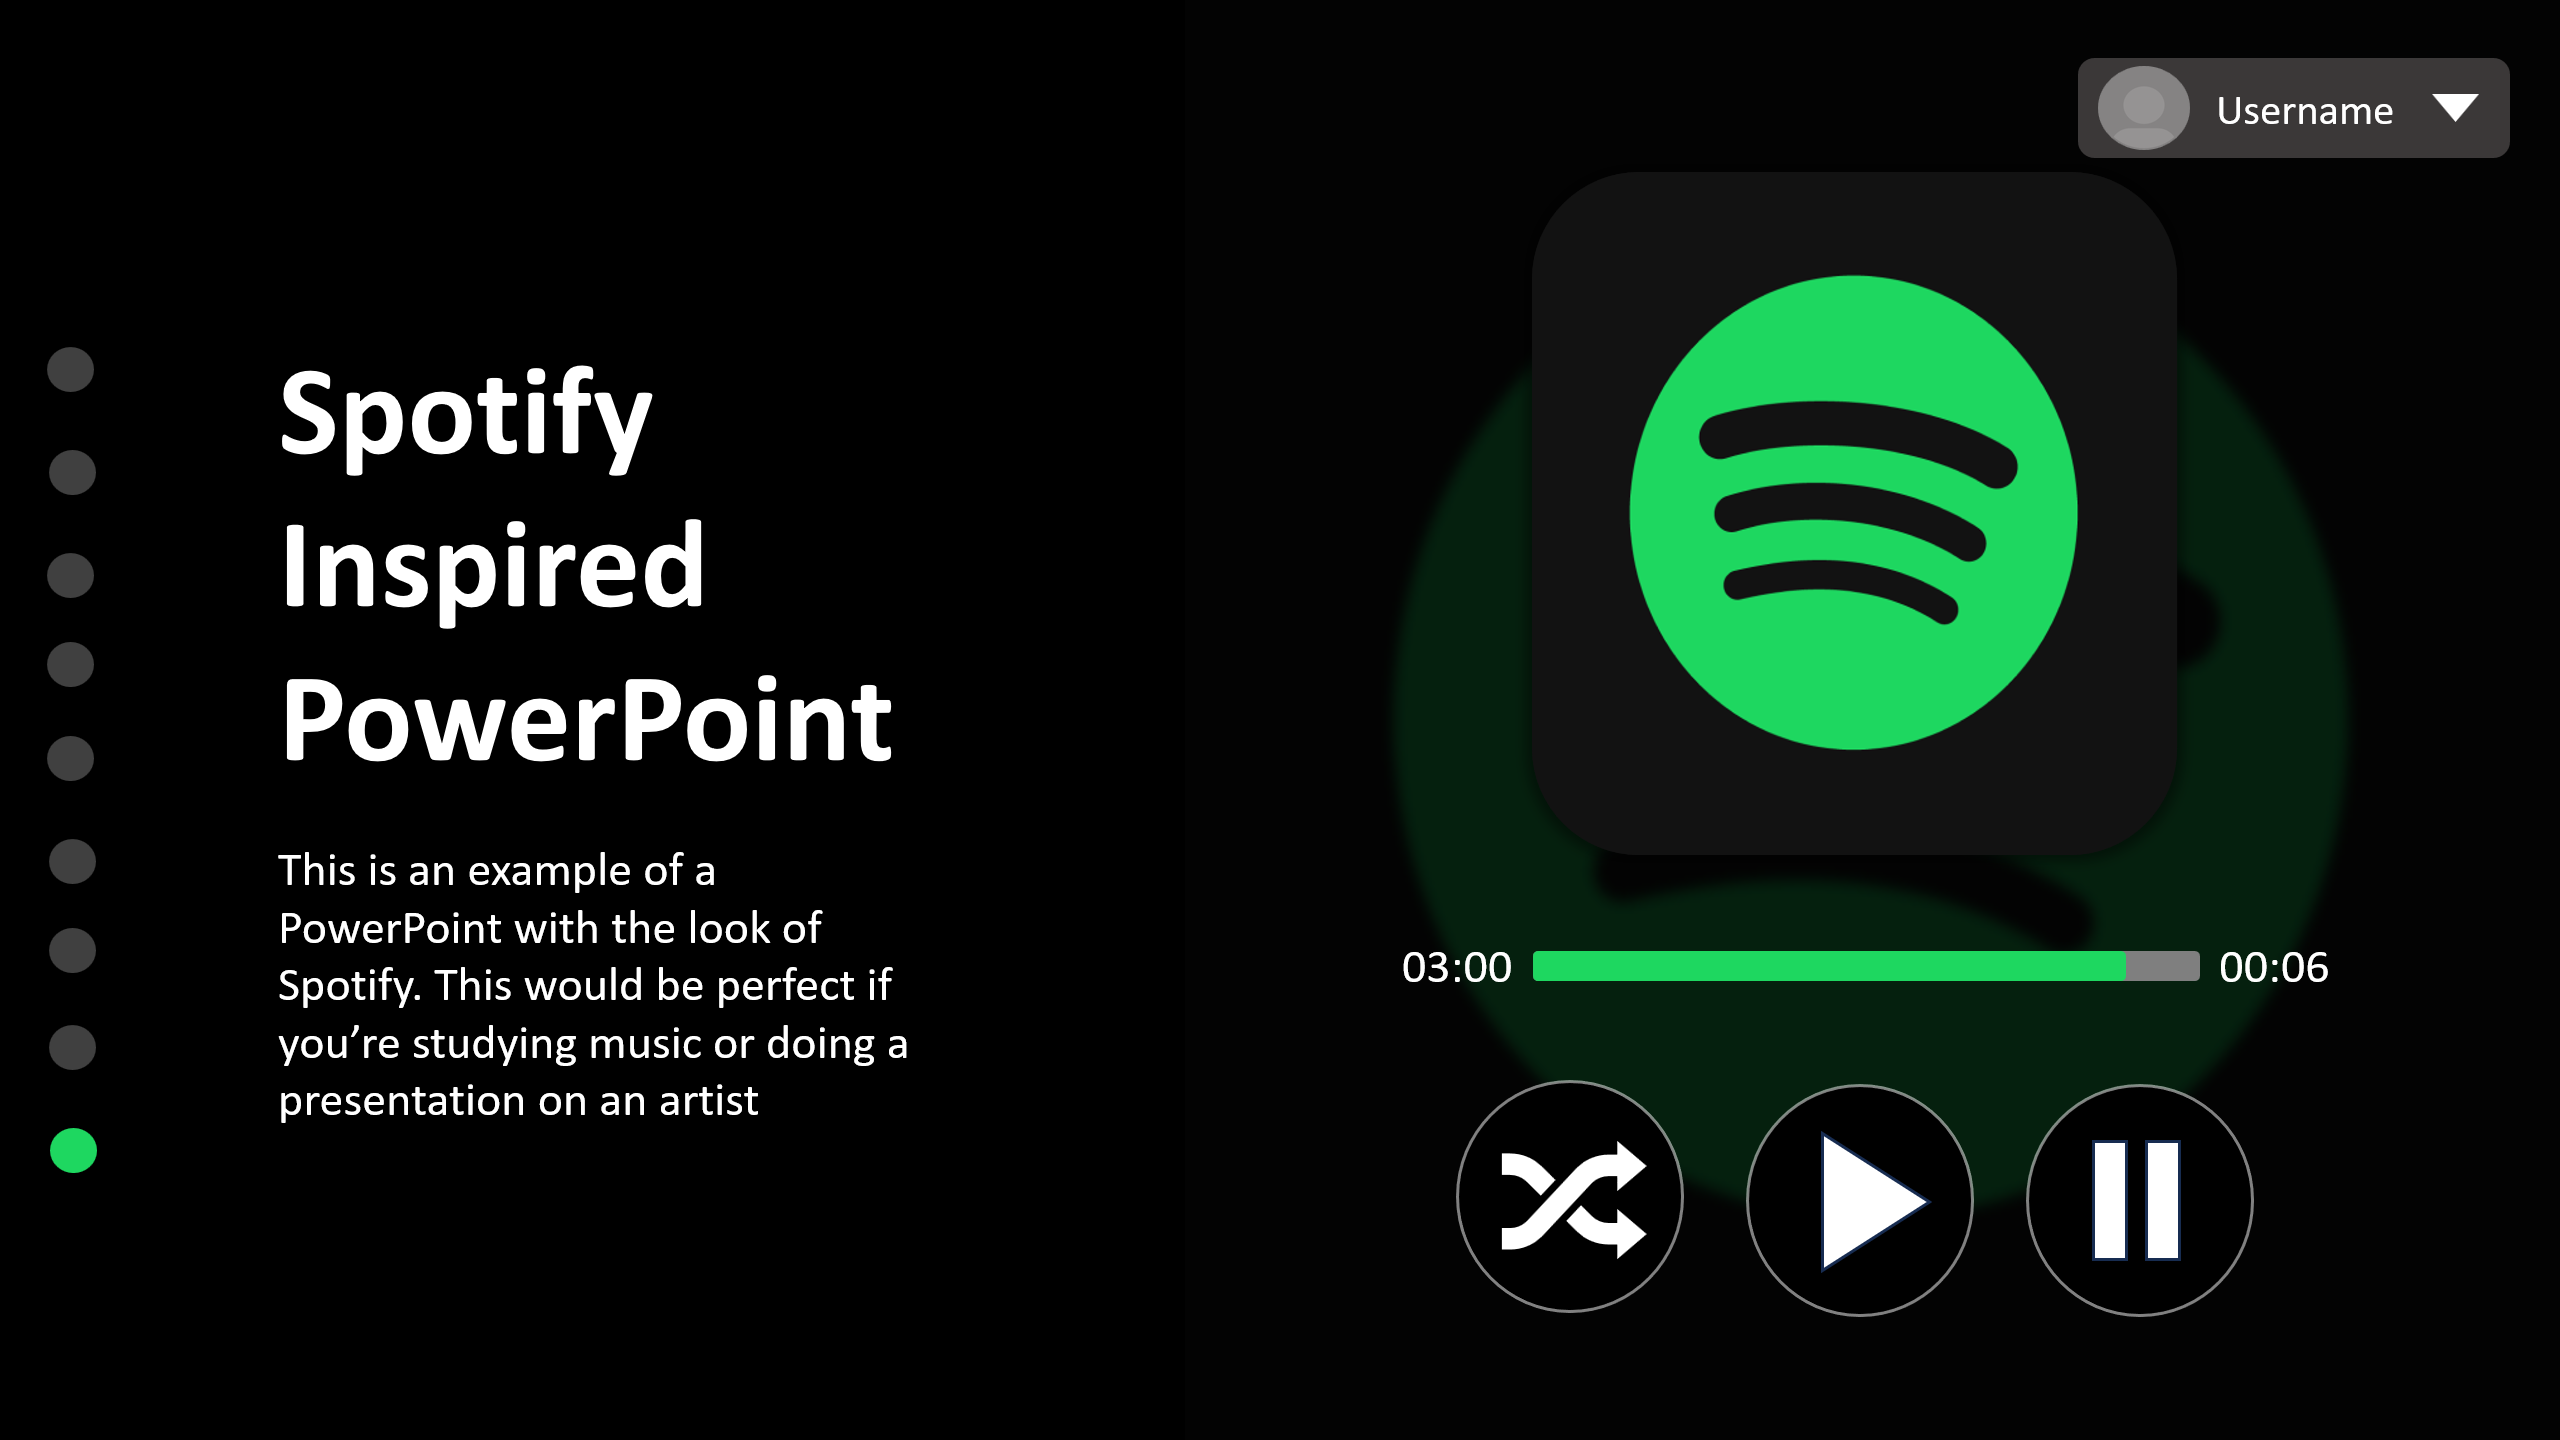 Username
Spotify
Inspired
PowerPoint
This is an example of a
PowerPoint with the look of
Spotify. This would be perfect if
you’re studying music or doing a
presentation on an artist
03:00
00:06